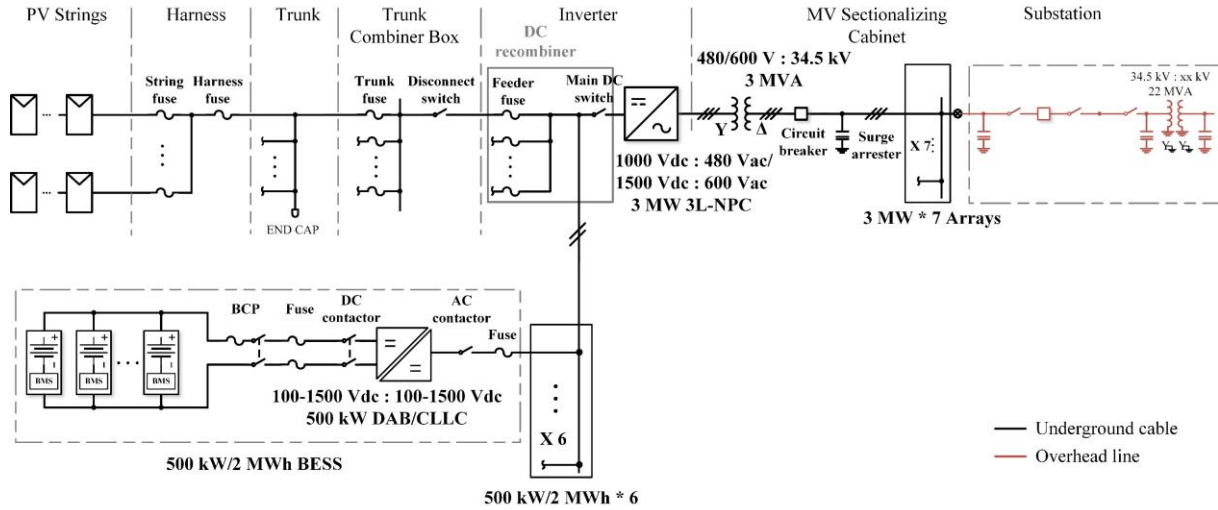 PV Strings
Harness
Trunk
Trunk
Combiner Box
Inverter
MV Sectionalizing
Cabinet
Substation
DC
recombiner
480/600 V : 34.5 kV
3 MVA
String
fuse
Harness
fuse
Trunk
fuse
Disconnect
switch
Feeder
fuse
Main DC
switch
34.5 kV : xx kV
22 MVA
Y
Δ
Circuit
breaker
Surge
arrester
X 7
Y
Y
1000 Vdc : 480 Vac/
1500 Vdc : 600 Vac
3 MW 3L-NPC
3 MW * 7 Arrays
END CAP
BCP
Fuse
DC
contactor
AC
contactor
Fuse
+
+
+
BMS
BMS
BMS
100-1500 Vdc : 100-1500 Vdc
500 kW DAB/CLLC
X 6
500 kW/2 MWh BESS
500 kW/2 MWh * 6
Underground cable
Overhead line